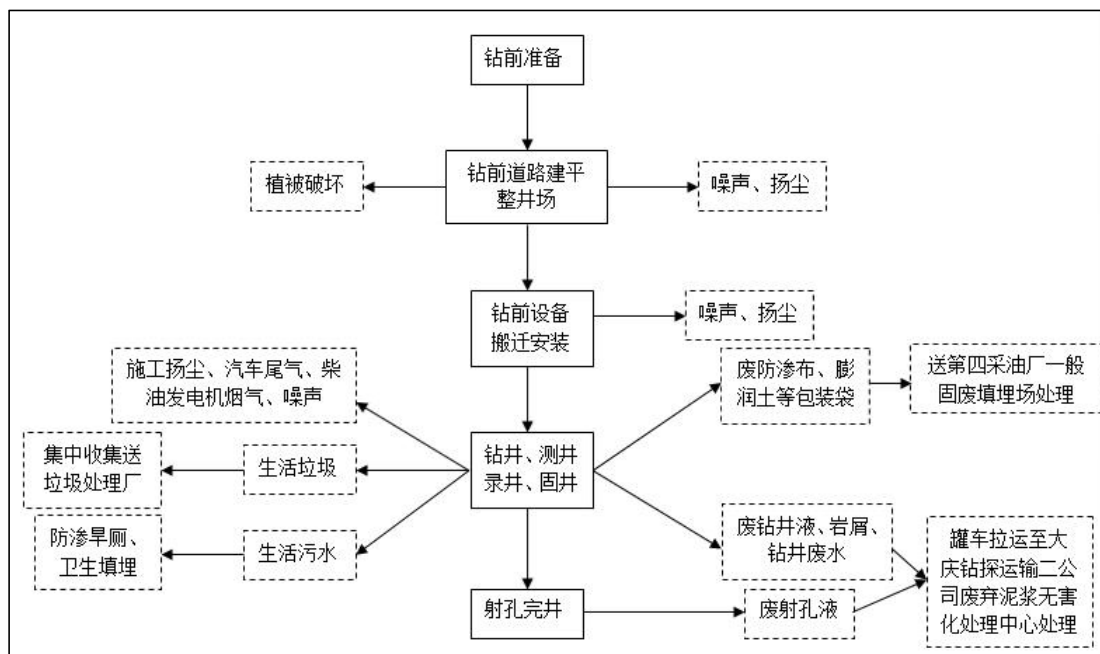 钻前准备
植被破坏
钻前道路建平
整井场
噪声、扬尘
钻前设备
搬迁安装
噪声、扬尘
施工扬尘、汽车尾气、柴
油发电机烟气、噪声
废防渗布、膨
润土等包装袋
送第四采油厂一般
固废填埋场处理
集中收集送
垃圾处理厂
生活垃圾
钻井、测井
录井、固井
防渗旱厕、
卫生填埋
生活污水
废钻井液、岩屑、
钻井废水
罐车拉运至大
庆钻探运输二公
司废弃泥浆无害
化处理中心处理
射孔完井
废射孔液